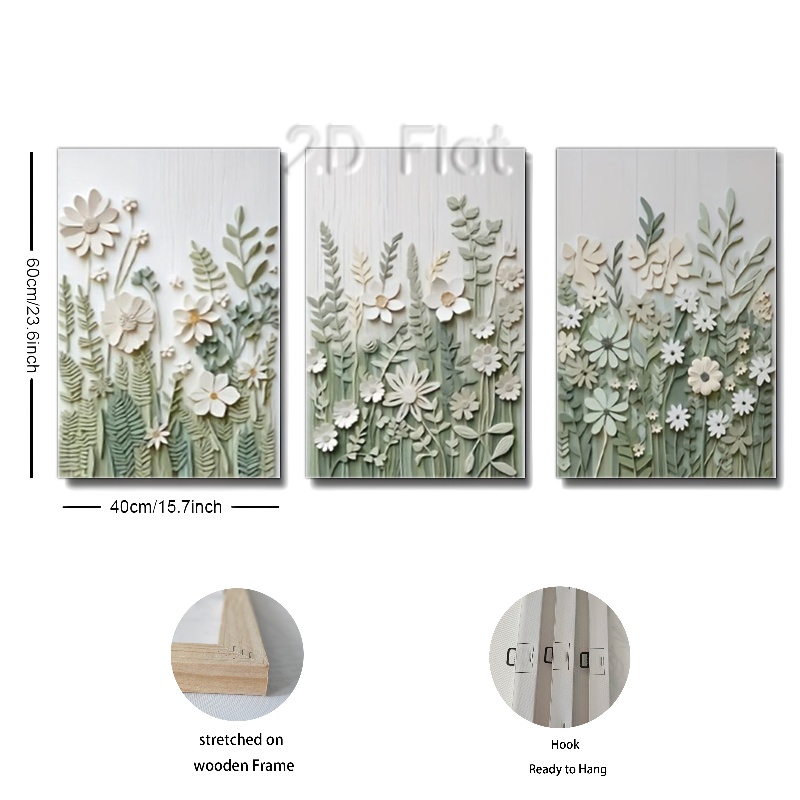 2D Flat
60cm/23.6inch
40cm/15.7inch
stretched on
wooden Frame
Hook
Ready to Hang